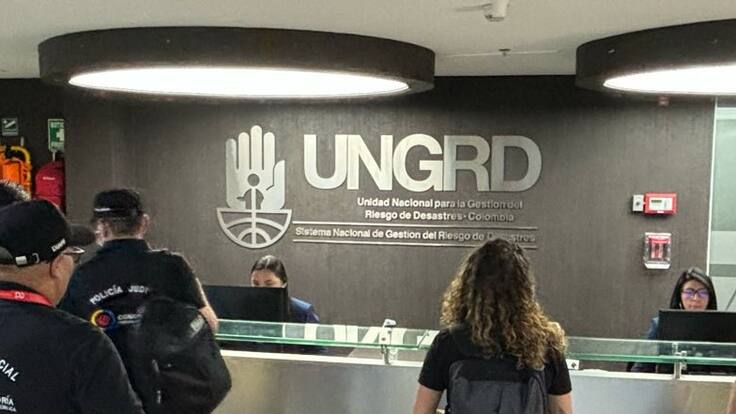 UNGRD
Unidad Nacional para la Gestión del
Riesgo de Desastres - Colombia
Sistema Nacional de Gestión del Riesgo de Desastres
POLICÍA JUDI
CIAL